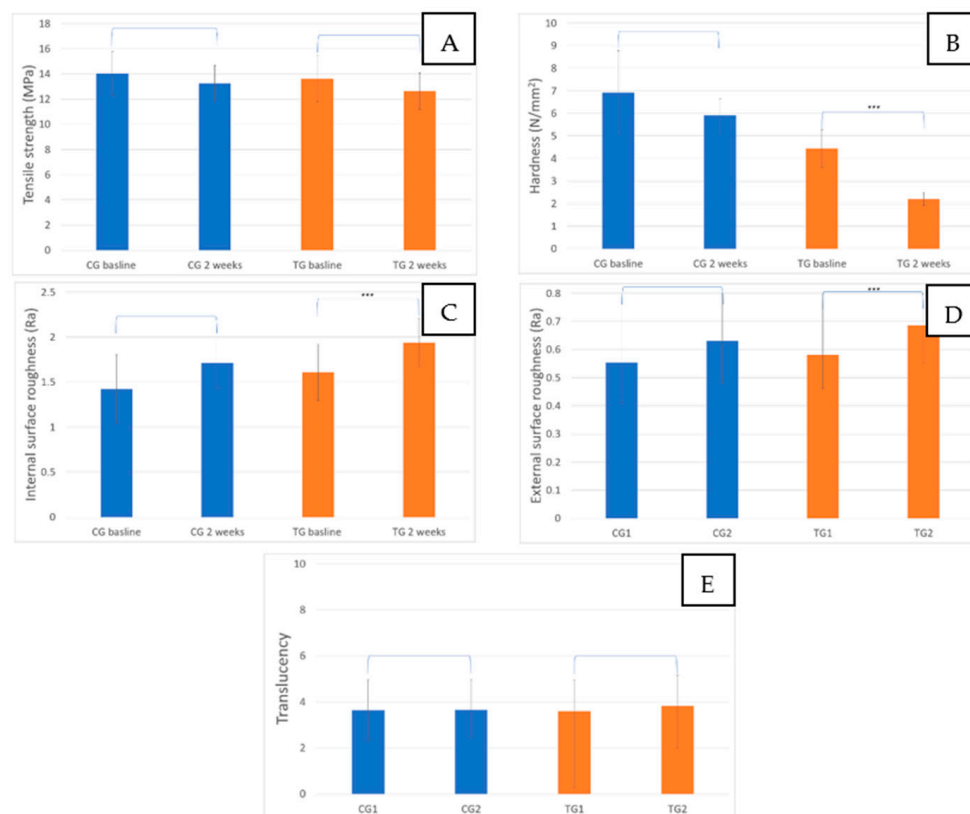 A
Tensile strength (MPa)
18
16
14
12
10
8
6
4
2
0
CG basline
CG 2 weeks
TG basline
TG 2 weeks
B
Hardness (N/mm²)
10
9
8
7
6
5
4
3
2
1
0
***
CG basline
CG 2 weeks
TG basline
TG 2 weeks
C
Internal surface roughness (Ra)
2.5
2
1.5
1
0.5
0
***
CG basline
CG 2 weeks
TG basline
TG 2 weeks
D
External surface roughness (Ra)
0.8
0.7
0.6
0.5
0.4
0.3
0.2
0.1
0
***
CG1
CG2
TG1
TG2
E
Translucency
10
8
6
4
2
0
CG1
CG2
TG1
TG2